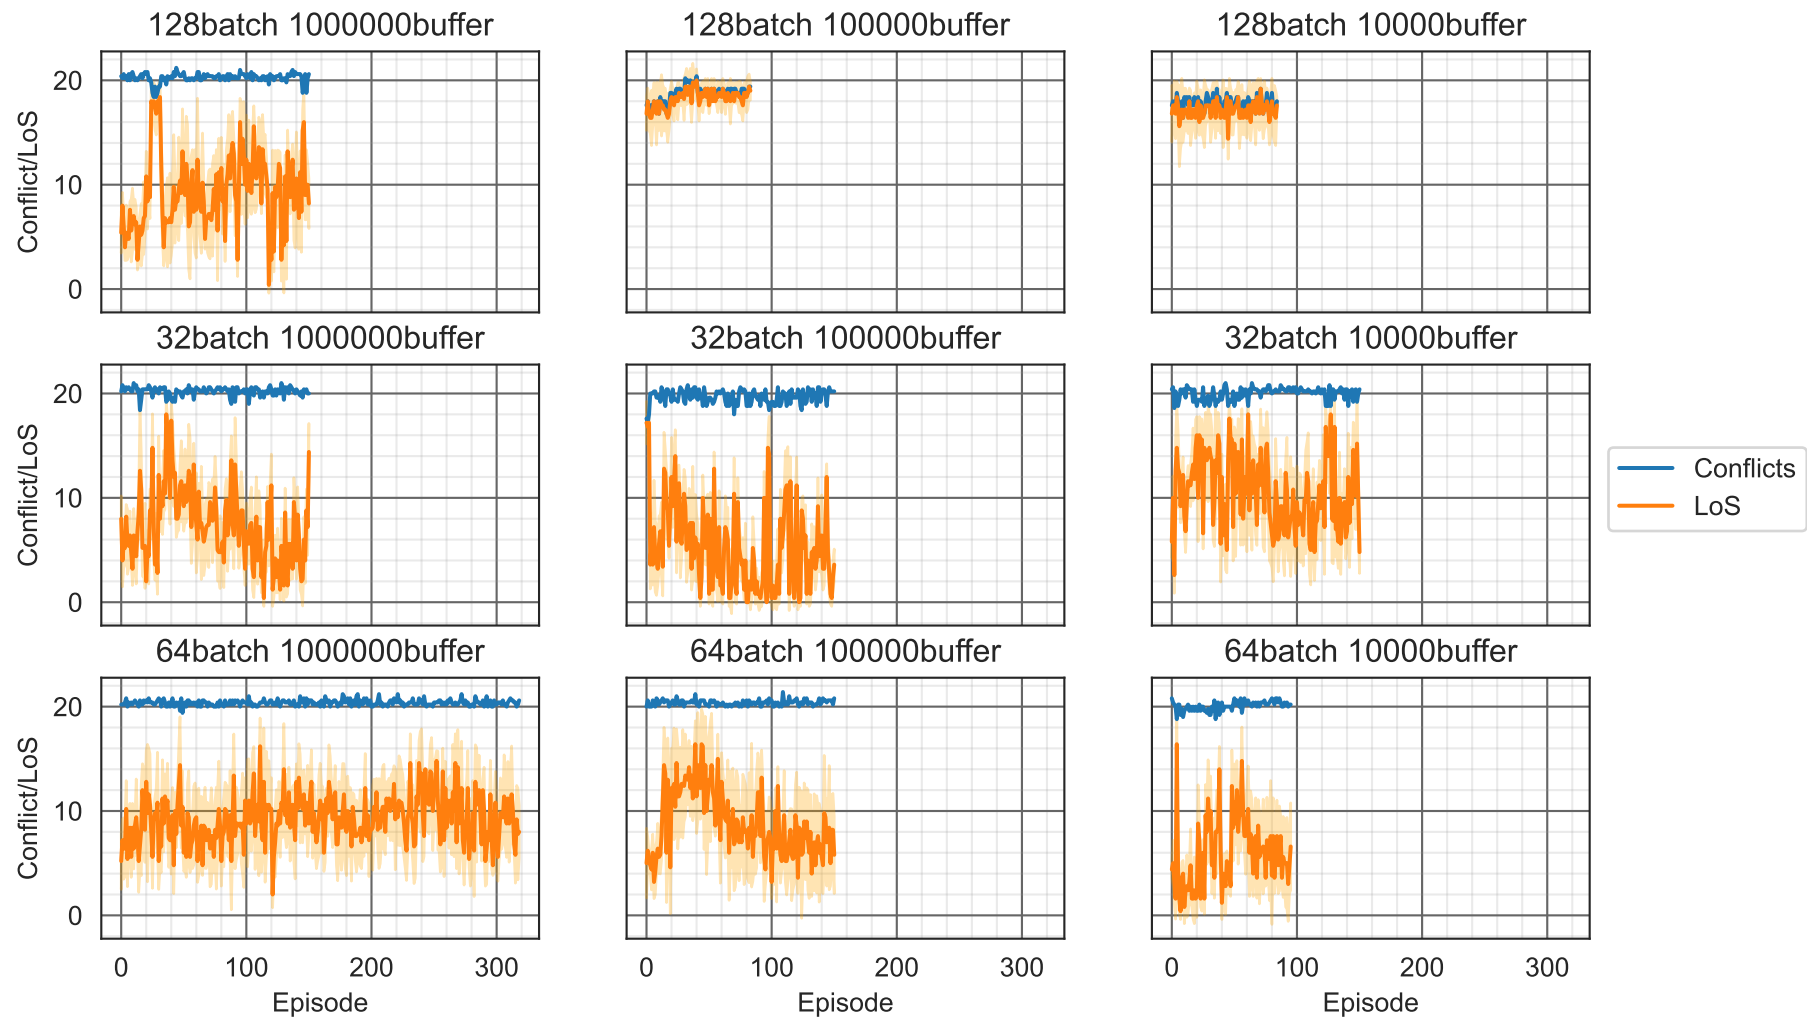 128batch 1000000buffer
128batch 100000buffer
128batch 10000buffer
Conflict/LoS
20
10
0
32batch 1000000buffer
32batch 100000buffer
32batch 10000buffer
Conflict/LoS
20
10
0
Conflicts
LoS
64batch 1000000buffer
64batch 100000buffer
64batch 10000buffer
Conflict/LoS
20
10
0
0 100 200 300
0 100 200 300
0 100 200 300
Episode
Episode
Episode